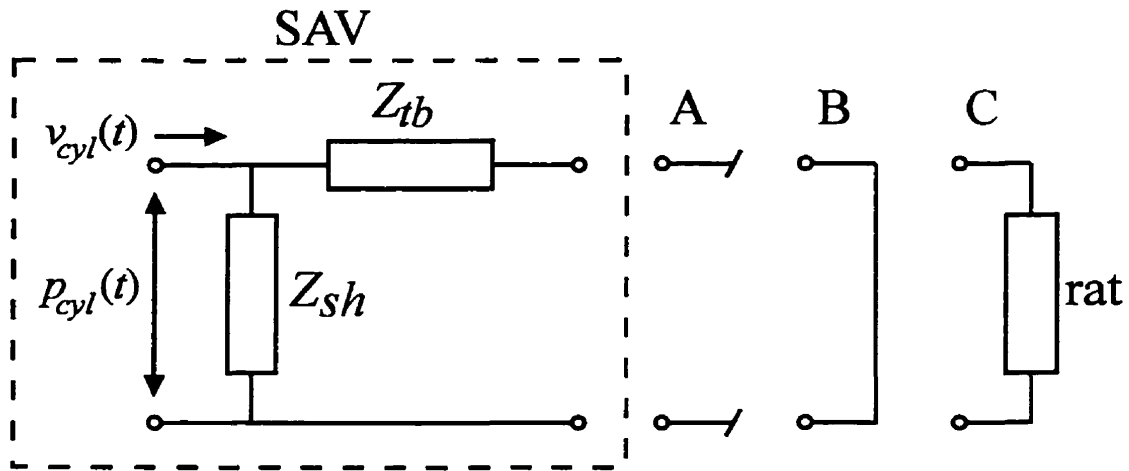 SAV
v_cyl(t)
Z_tb
A
B
C
p_cyl(t)
Z_sh
rat